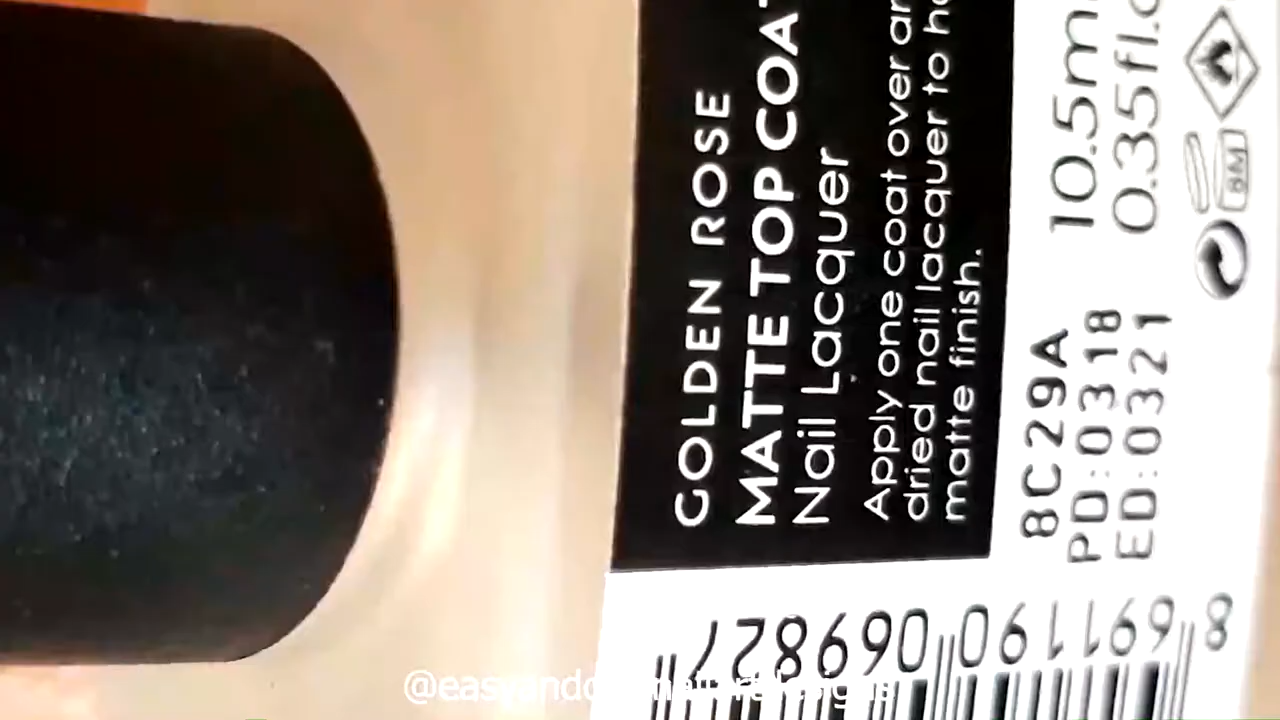 GOLDEN ROSE
MATTE TOP COAT
Nail Lacquer
Apply one coat over
dried nail lacquer to
matte finish.
10.5m
0.35fl.
8M
8C29A
PD:0318
ED:0321
8 691190 069827